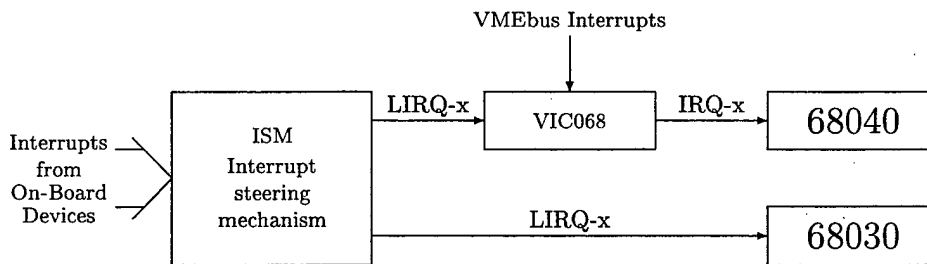 VMEbus Interrupts
LIRQ-x
IRQ-x
ISM
Interrupt
steering
mechanism
VIC068
68040
Interrupts
from
On-Board
Devices
LIRQ-x
68030